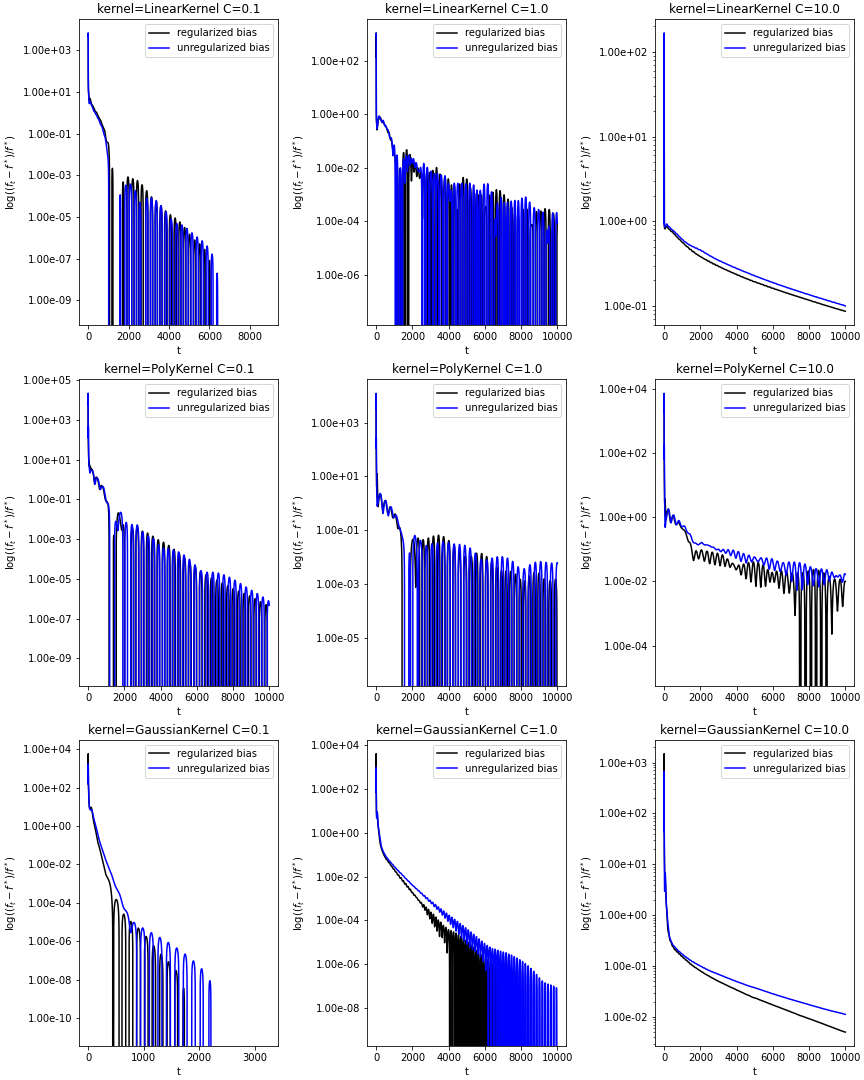 kernel=LinearKernel C=0.1
regularized bias
unregularized bias
1.00e+03
1.00e+01
1.00e-01
1.00e-03
1.00e-05
1.00e-07
1.00e-09
log((f_t − f*)/f*)
0 2000 4000 6000 8000
t
kernel=LinearKernel C=1.0
regularized bias
unregularized bias
1.00e+02
1.00e+00
1.00e-02
1.00e-04
1.00e-06
log((f_t − f*)/f*)
0 2000 4000 6000 8000 10000
t
kernel=LinearKernel C=10.0
regularized bias
unregularized bias
1.00e+02
1.00e+01
1.00e+00
1.00e-01
log((f_t − f*)/f*)
0 2000 4000 6000 8000 10000
t
kernel=PolyKernel C=0.1
regularized bias
unregularized bias
1.00e+05
1.00e+03
1.00e+01
1.00e-01
1.00e-03
1.00e-05
1.00e-07
1.00e-09
log((f_t − f*)/f*)
0 2000 4000 6000 8000 10000
t
kernel=PolyKernel C=1.0
regularized bias
unregularized bias
1.00e+03
1.00e+01
1.00e-01
1.00e-03
1.00e-05
log((f_t − f*)/f*)
0 2000 4000 6000 8000 10000
t
kernel=PolyKernel C=10.0
regularized bias
unregularized bias
1.00e+04
1.00e+02
1.00e+00
1.00e-02
1.00e-04
log((f_t − f*)/f*)
0 2000 4000 6000 8000 10000
t
kernel=GaussianKernel C=0.1
regularized bias
unregularized bias
1.00e+04
1.00e+02
1.00e+00
1.00e-02
1.00e-04
1.00e-06
1.00e-08
1.00e-10
log((f_t − f*)/f*)
0 1000 2000 3000
t
kernel=GaussianKernel C=1.0
regularized bias
unregularized bias
1.00e+04
1.00e+02
1.00e+00
1.00e-02
1.00e-04
1.00e-06
1.00e-08
log((f_t − f*)/f*)
0 2000 4000 6000 8000 10000
t
kernel=GaussianKernel C=10.0
regularized bias
unregularized bias
1.00e+03
1.00e+02
1.00e+01
1.00e+00
1.00e-01
1.00e-02
log((f_t − f*)/f*)
0 2000 4000 6000 8000 10000
t